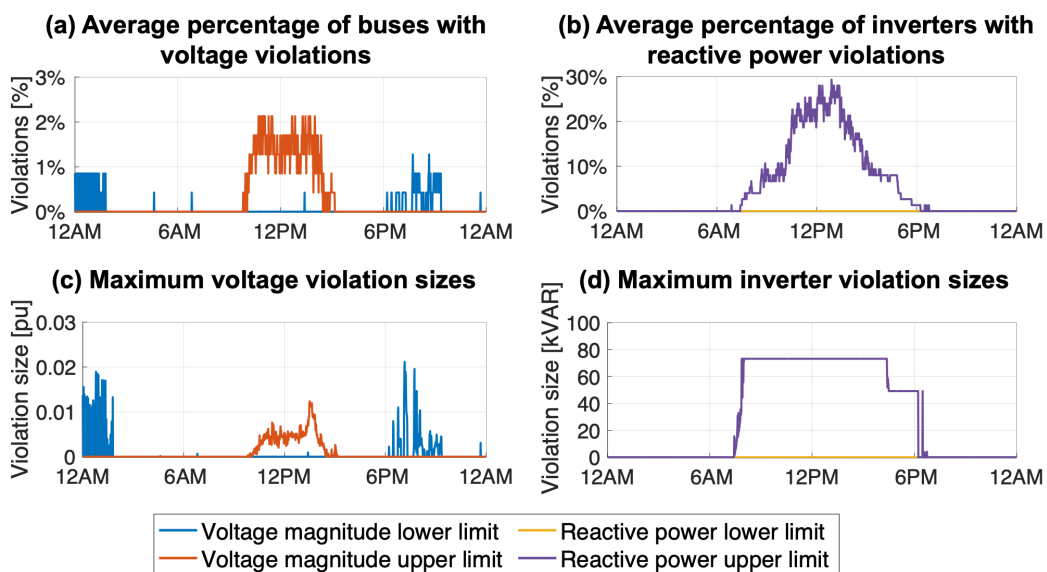 (a) Average percentage of buses with
voltage violations
Violations [%]
3%
2%
1%
0%
12AM 6AM 12PM 6PM 12AM
(b) Average percentage of inverters with
reactive power violations
Violations [%]
30%
20%
10%
0%
12AM 6AM 12PM 6PM 12AM
(c) Maximum voltage violation sizes
Violation size [pu]
0.03
0.02
0.01
0
12AM 6AM 12PM 6PM 12AM
(d) Maximum inverter violation sizes
Violation size [kVAR]
100
80
60
40
20
0
12AM 6AM 12PM 6PM 12AM
Voltage magnitude lower limit
Voltage magnitude upper limit
Reactive power lower limit
Reactive power upper limit